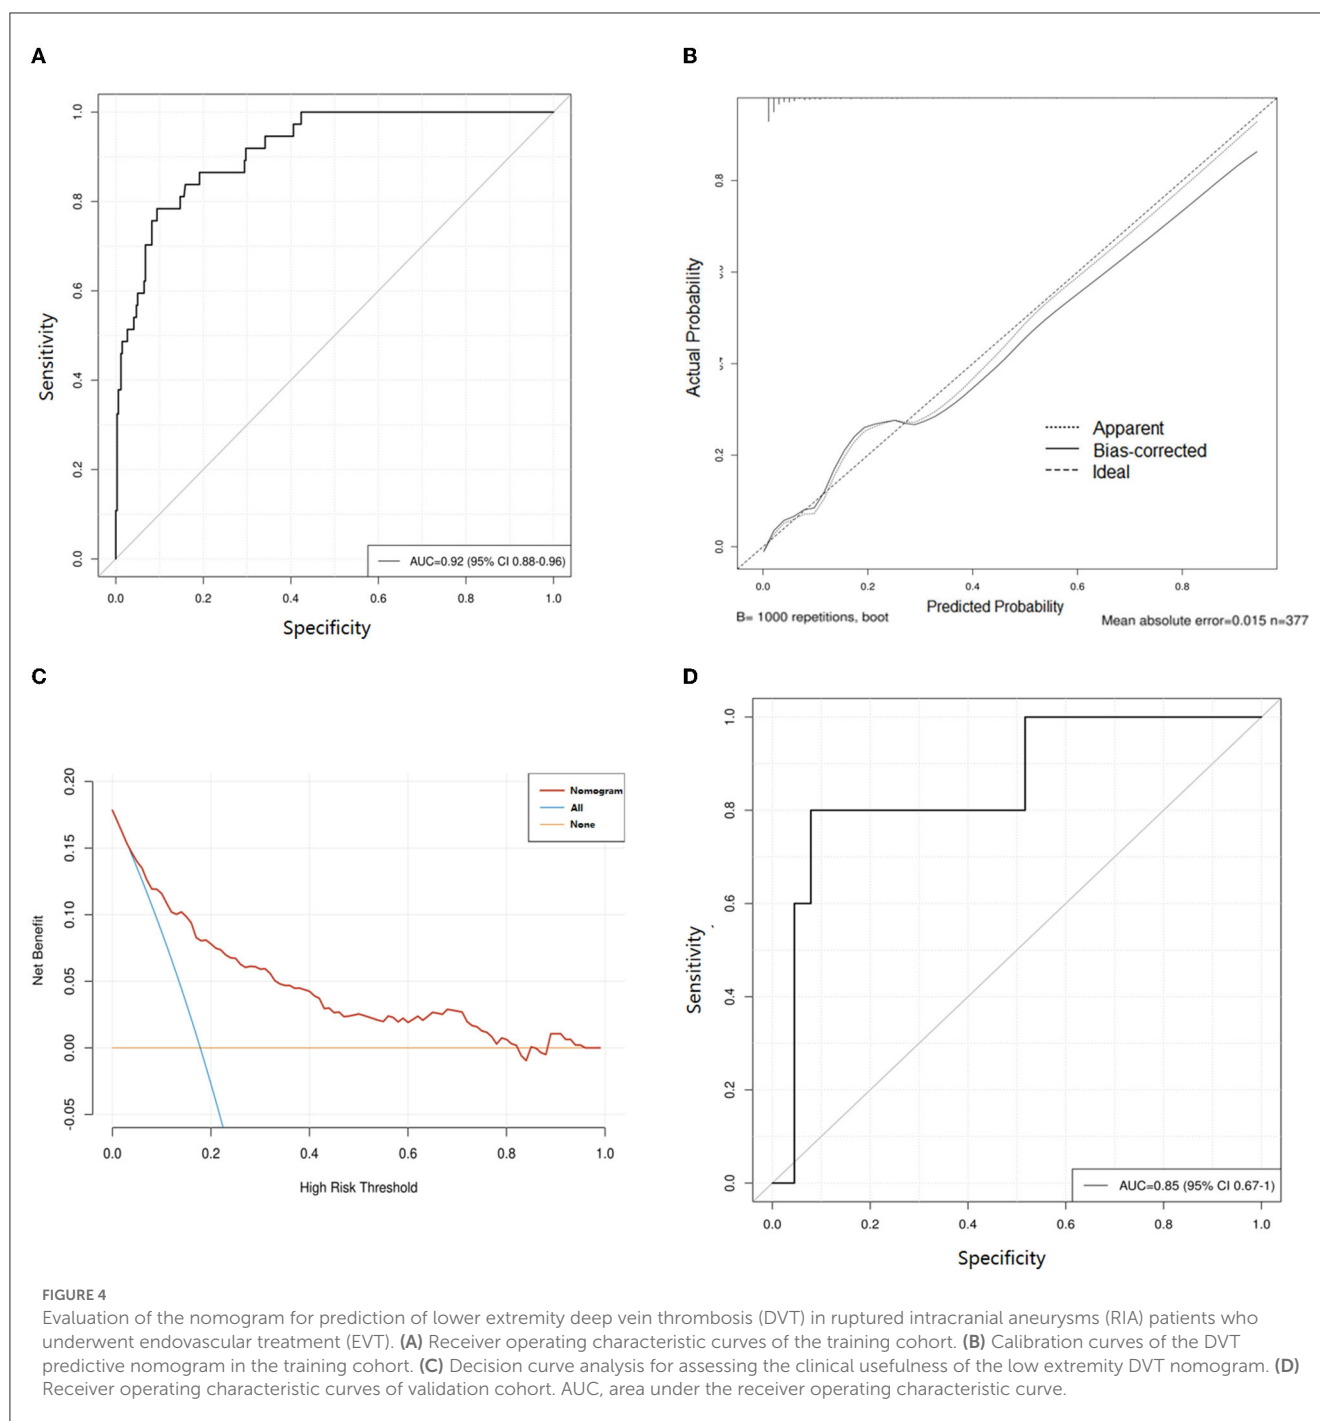 A
1.0
0.8
0.6
0.4
0.2
0.0
Sensitivity
AUC=0.92 (95% CI 0.88-0.96)
0.0 0.2 0.4 0.6 0.8 1.0
Specificity
B
0.8
0.2
0.0
Actual Probability
Apparent
Bias-corrected
Ideal
0.0 0.2 0.4 0.6 0.8
Predicted Probability
B= 1000 repetitions, boot
Mean absolute error=0.015 n=377
C
0.20
0.15
0.10
0.05
0.00
-0.05
Net Benefit
Nomogram
All
None
0.0 0.2 0.4 0.6 0.8 1.0
High Risk Threshold
D
1.0
0.8
0.6
0.4
0.2
0.0
Sensitivity
AUC=0.85 (95% CI 0.67-1)
0.0 0.2 0.4 0.6 0.8 1.0
Specificity
FIGURE 4
Evaluation of the nomogram for prediction of lower extremity deep vein thrombosis (DVT) in ruptured intracranial aneurysms (RIA) patients who
underwent endovascular treatment (EVT). (A) Receiver operating characteristic curves of the training cohort. (B) Calibration curves of the DVT
predictive nomogram in the training cohort. (C) Decision curve analysis for assessing the clinical usefulness of the low extremity DVT nomogram. (D)
Receiver operating characteristic curves of validation cohort. AUC, area under the receiver operating characteristic curve.